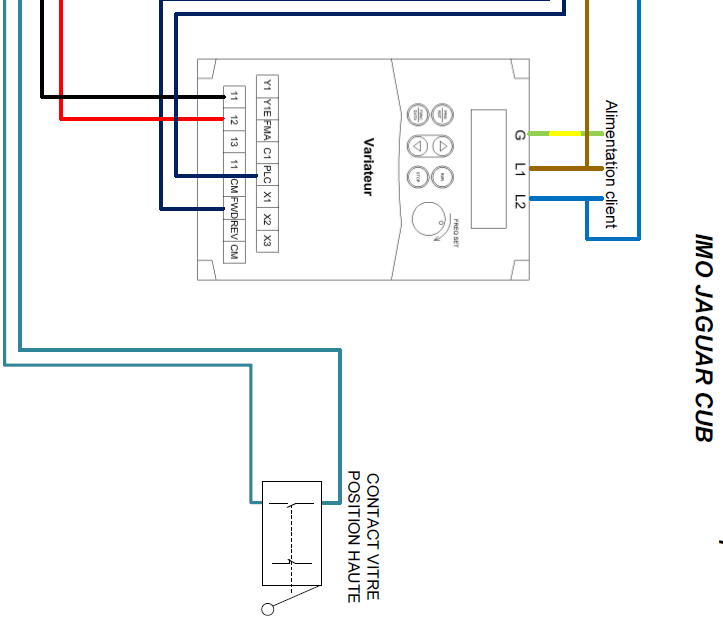 IMO JAGUAR CUB
Alimentation client
G
L1
L2
FREQ SET
RUN
STOP
Variateur
Y1
Y1E
FMA
C1
PLC
X1
X2
X3
11
12
13
11
CM
FWD
REV
CM
CONTACT VITRE
POSITION HAUTE